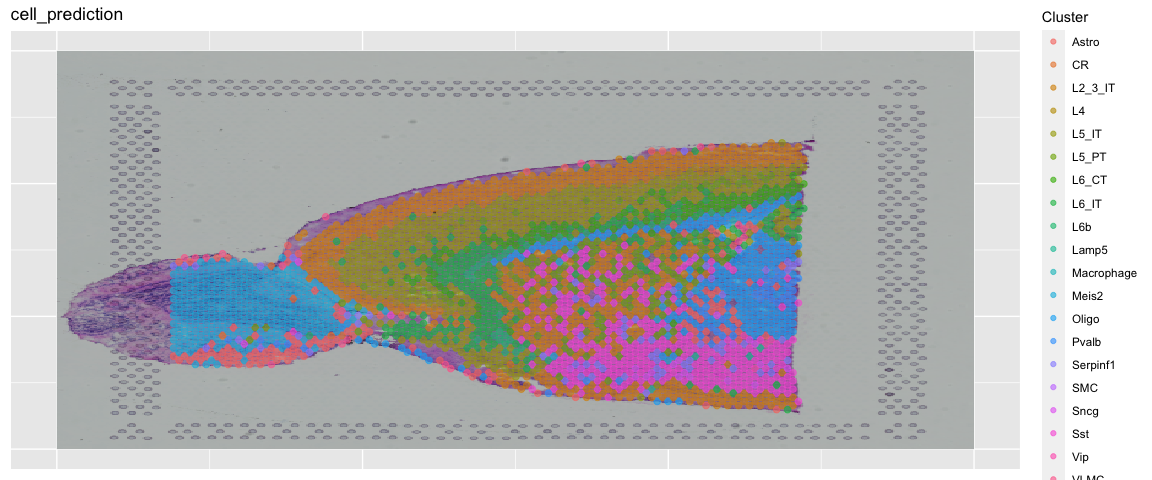 cell_prediction
Cluster
Astro
CR
L2_3_IT
L4
L5_IT
L5_PT
L6_CT
L6_IT
L6b
Lamp5
Macrophage
Meis2
Oligo
Pvalb
Serpinf1
SMC
Sncg
Sst
Vip
VLMC